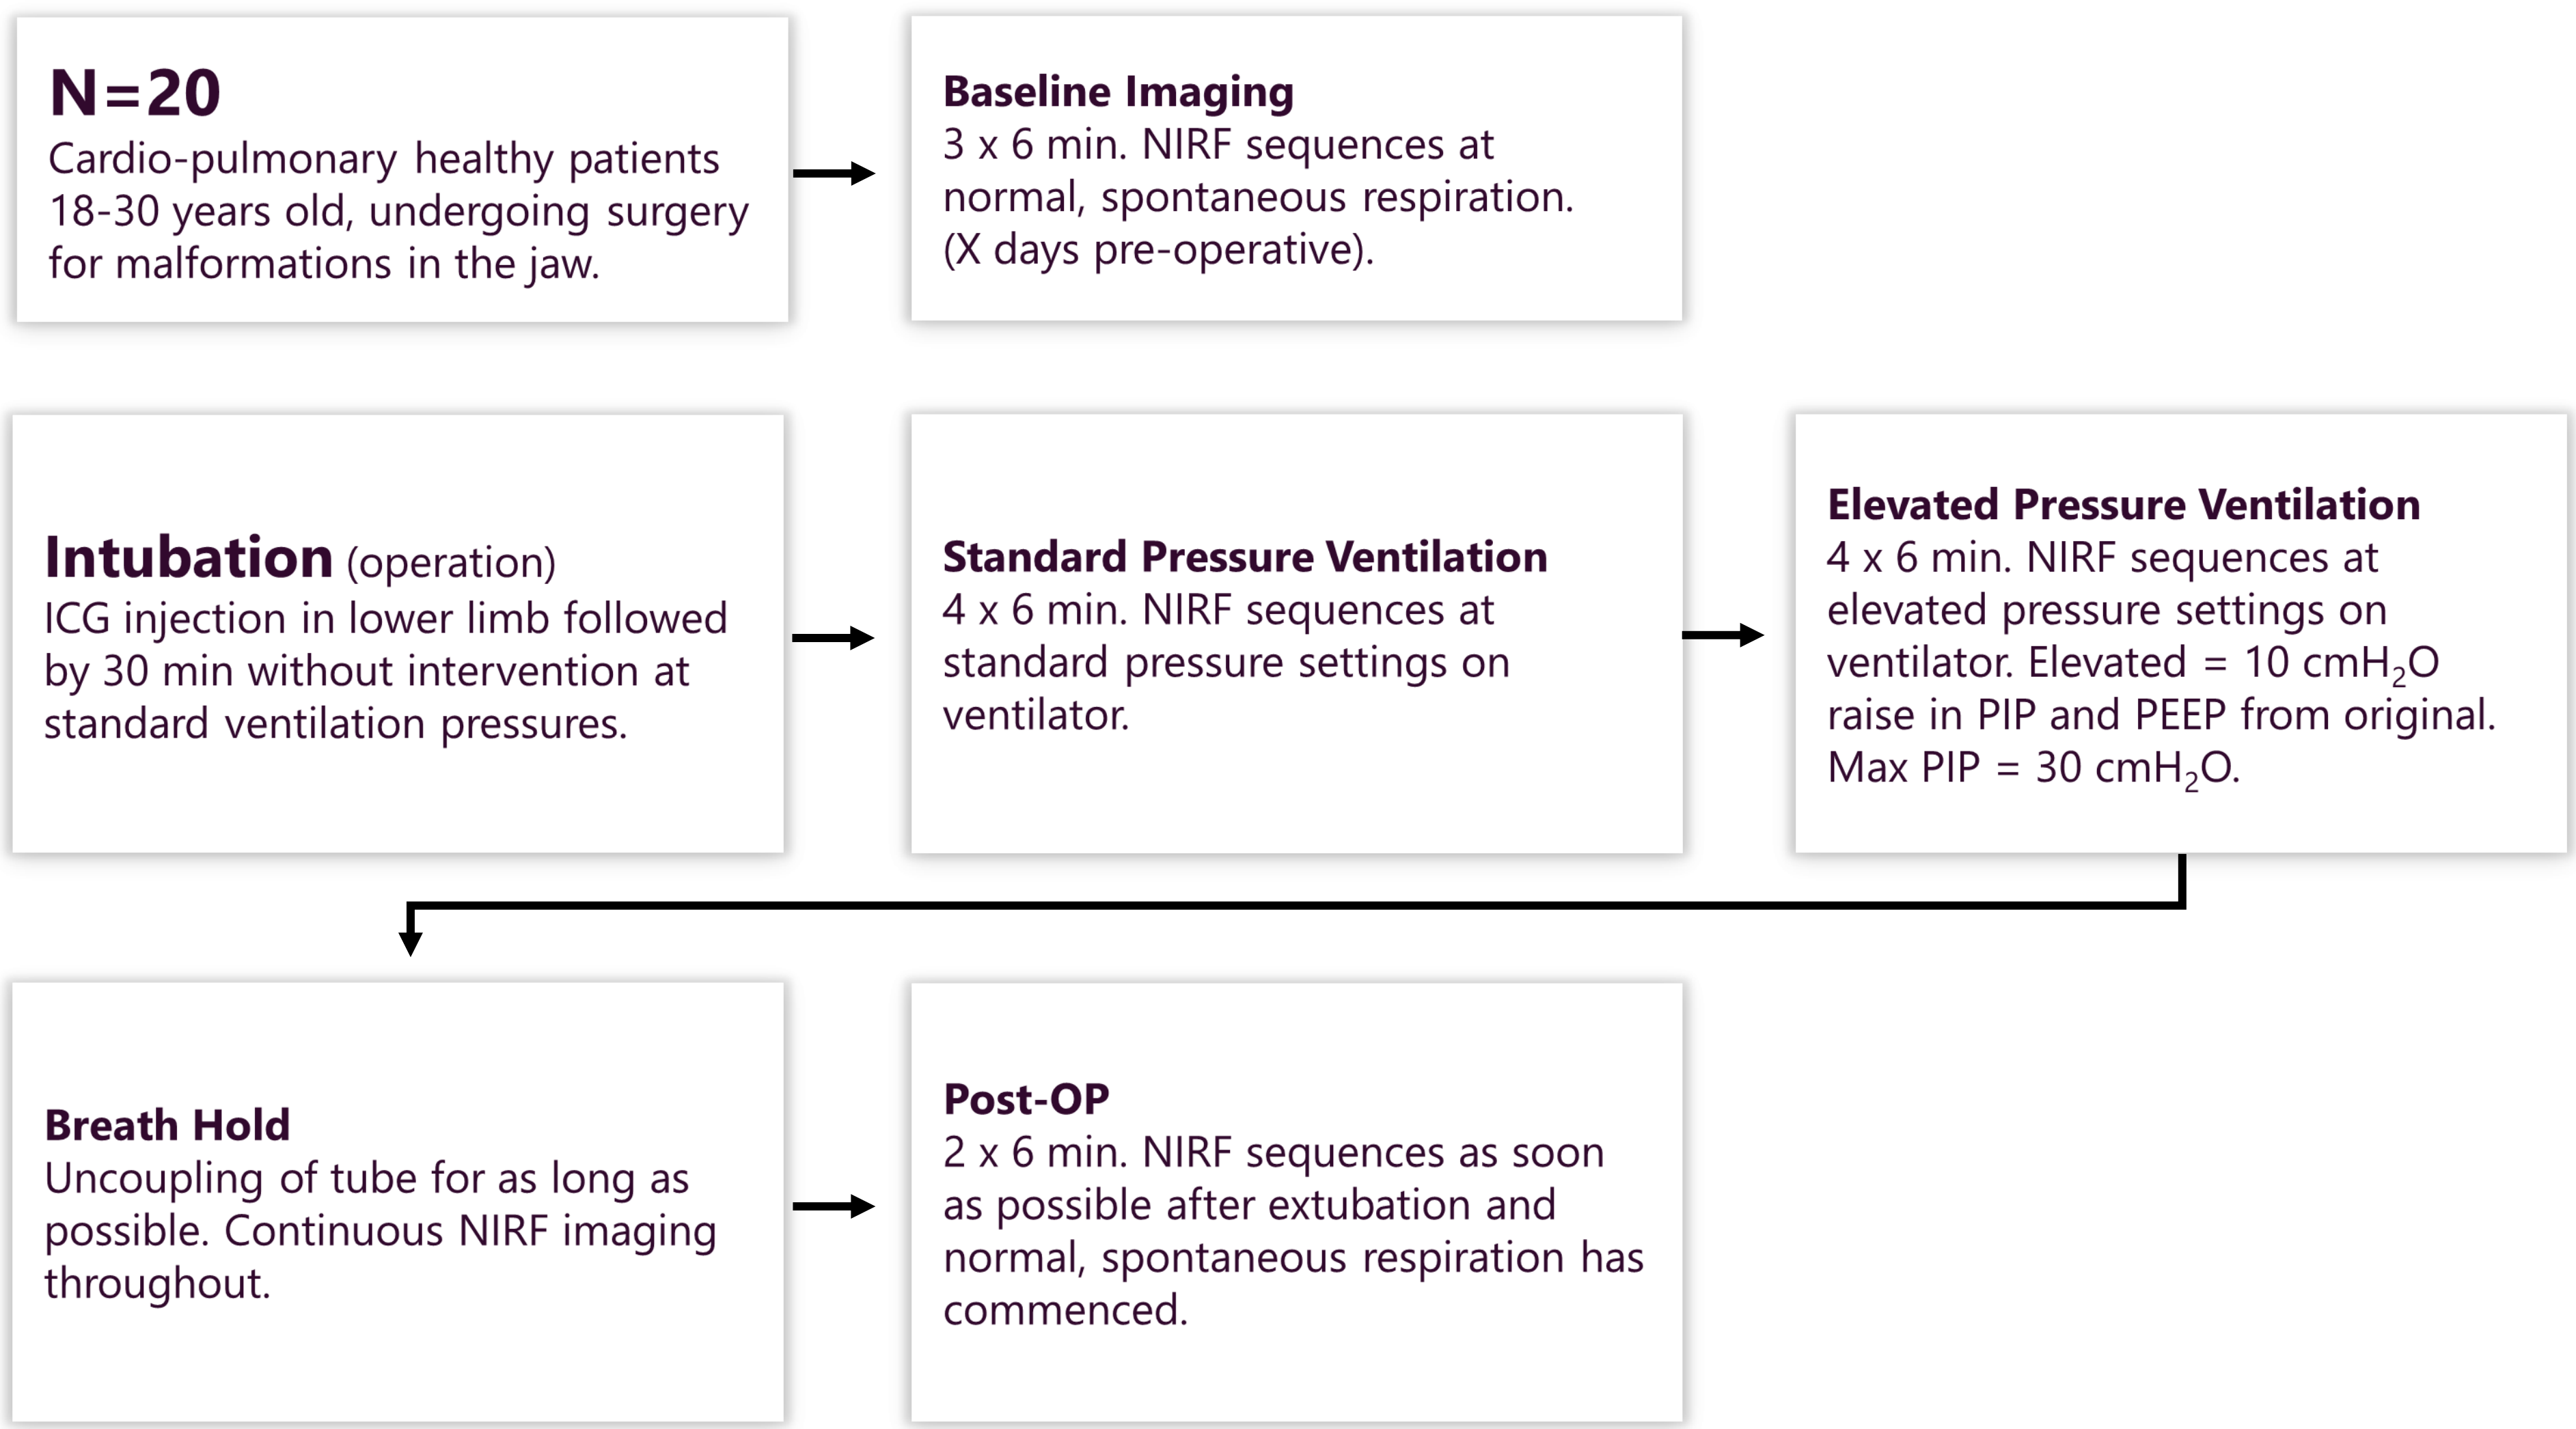 N=20
Cardio-pulmonary healthy patients
18-30 years old, undergoing surgery
for malformations in the jaw.
Baseline Imaging
3 x 6 min. NIRF sequences at
normal, spontaneous respiration.
(X days pre-operative).
Intubation (operation)
ICG injection in lower limb followed
by 30 min without intervention at
standard ventilation pressures.
Standard Pressure Ventilation
4 x 6 min. NIRF sequences at
standard pressure settings on
ventilator.
Elevated Pressure Ventilation
4 x 6 min. NIRF sequences at
elevated pressure settings on
ventilator. Elevated = 10 cmH₂O
raise in PIP and PEEP from original.
Max PIP = 30 cmH₂O.
Breath Hold
Uncoupling of tube for as long as
possible. Continuous NIRF imaging
throughout.
Post-OP
2 x 6 min. NIRF sequences as soon
as possible after extubation and
normal, spontaneous respiration has
commenced.